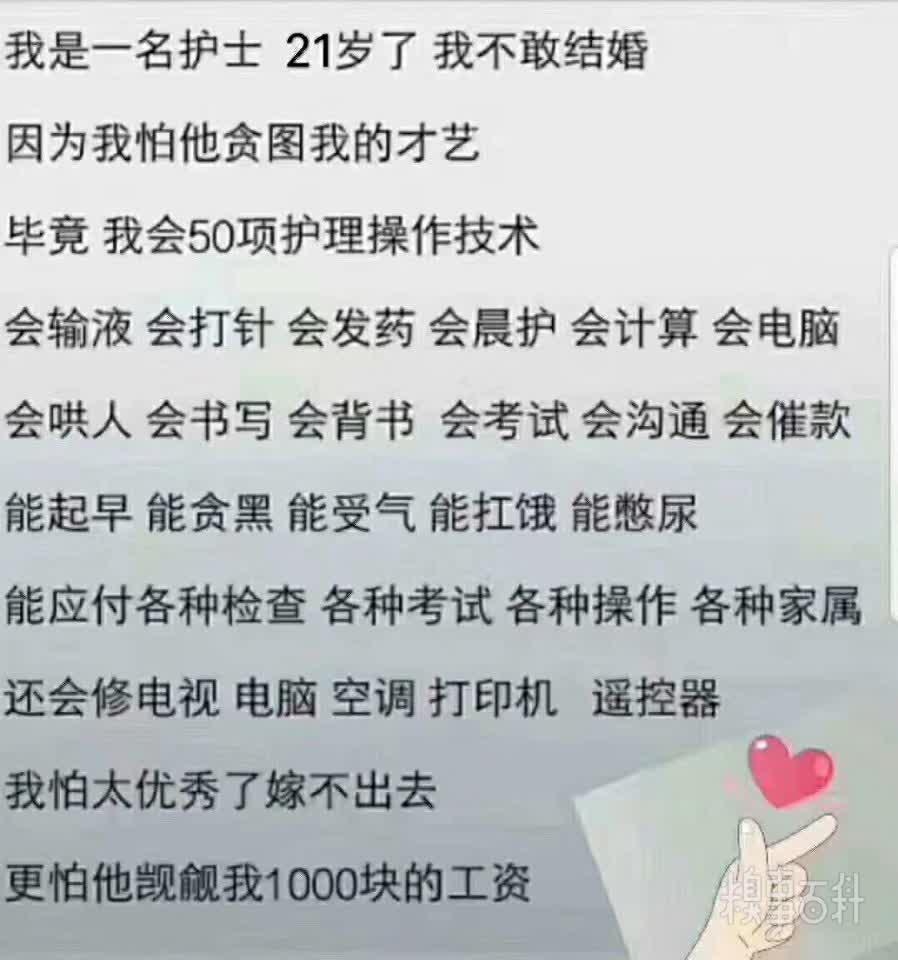 我是一名护士 21岁了 我不敢结婚
因为我怕他贪图我的才艺
毕竟 我会50项护理操作技术
会输液 会打针 会发药 会晨护 会计算 会电脑
会哄人 会书写 会背书 会考试 会沟通 会催款
能起早 能贪黑 能受气 能扛饿 能憋尿
能应付各种检查 各种考试 各种操作 各种家属
还会修电视 电脑 空调 打印机 遥控器
我怕太优秀了嫁不出去
更怕他觊觎我1000块的工资
糗事百科